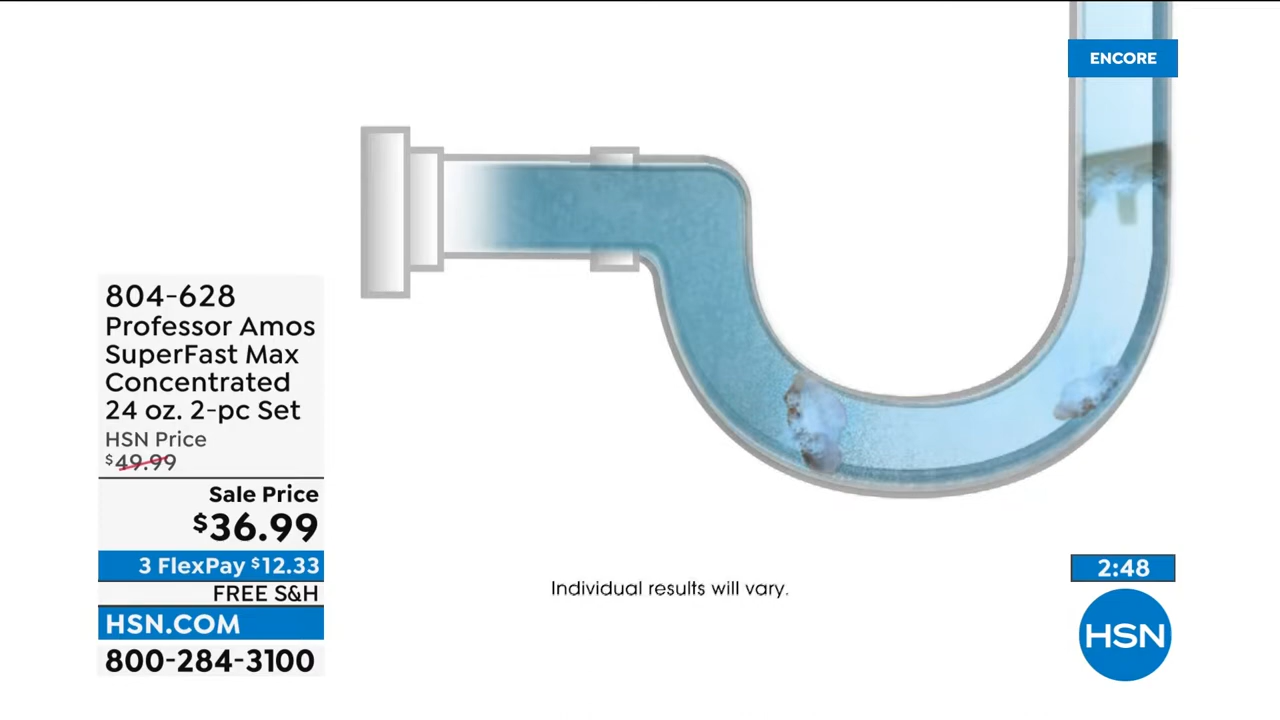 ENCORE
804-628
Professor Amos
SuperFast Max
Concentrated
24 oz. 2-pc Set
HSN Price
$49.99
Sale Price
$36.99
3 FlexPay $12.33
FREE S&H
HSN.COM
800-284-3100
Individual results will vary.
2:48
HSN